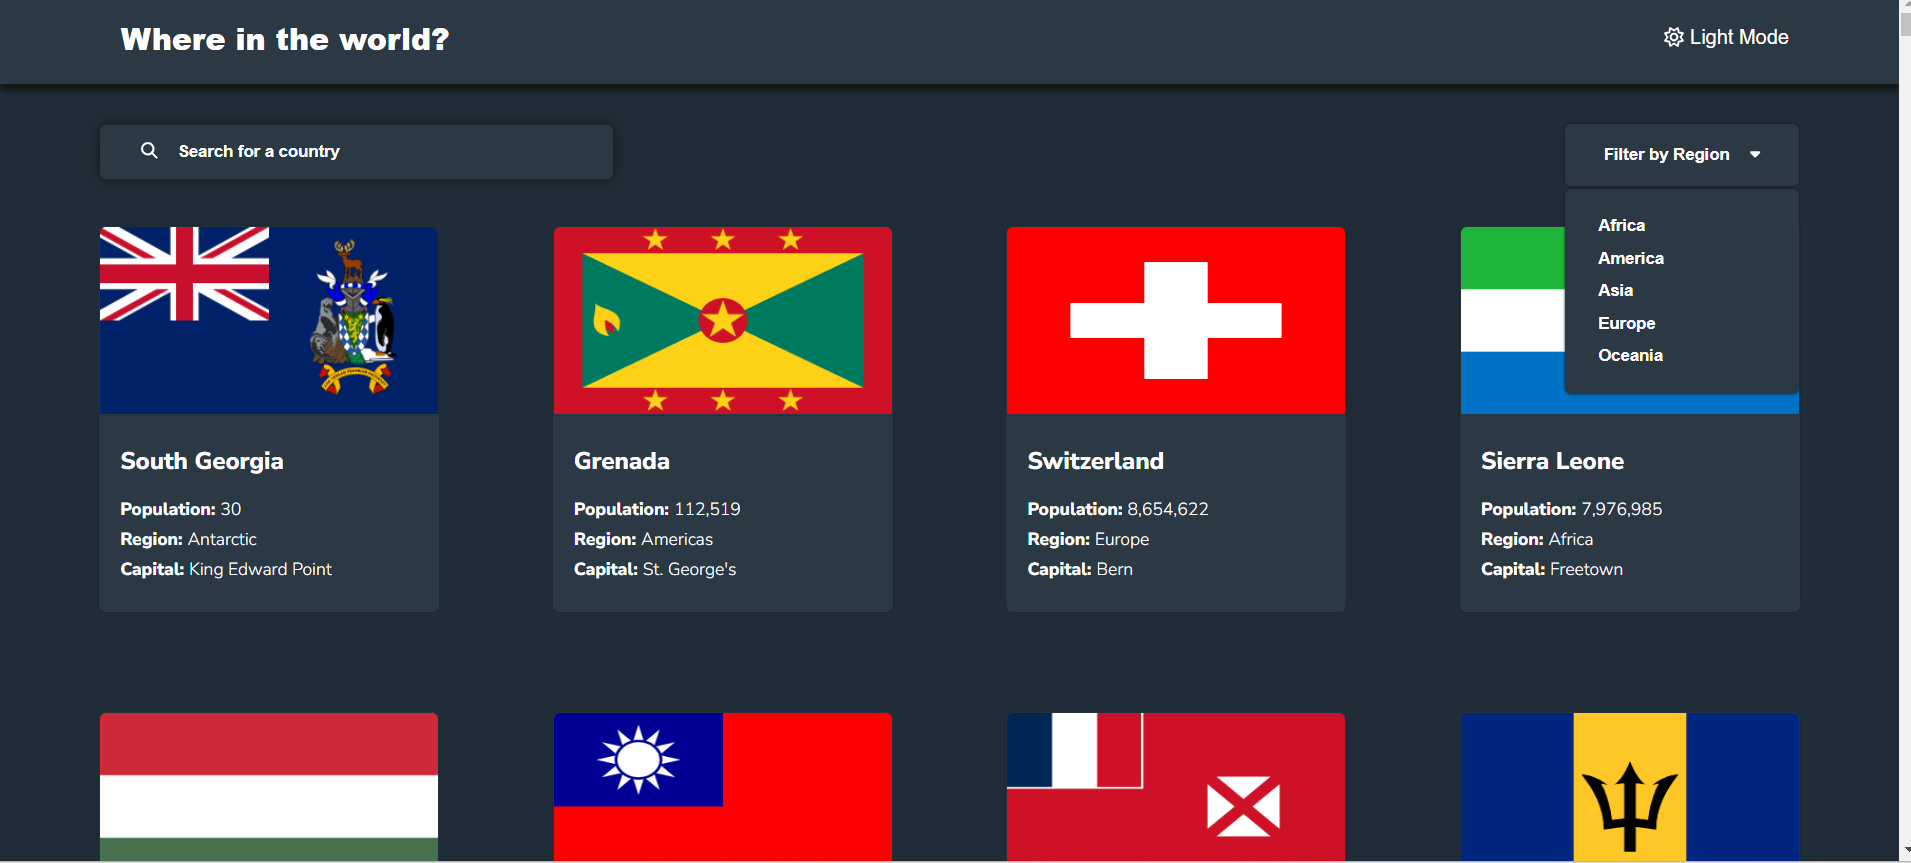 Where in the world?
Light Mode
Search for a country
Filter by Region
Africa
America
Asia
Europe
Oceania
South Georgia
Population: 30
Region: Antarctic
Capital: King Edward Point
Grenada
Population: 112,519
Region: Americas
Capital: St. George's
Switzerland
Population: 8,654,622
Region: Europe
Capital: Bern
Sierra Leone
Population: 7,976,985
Region: Africa
Capital: Freetown